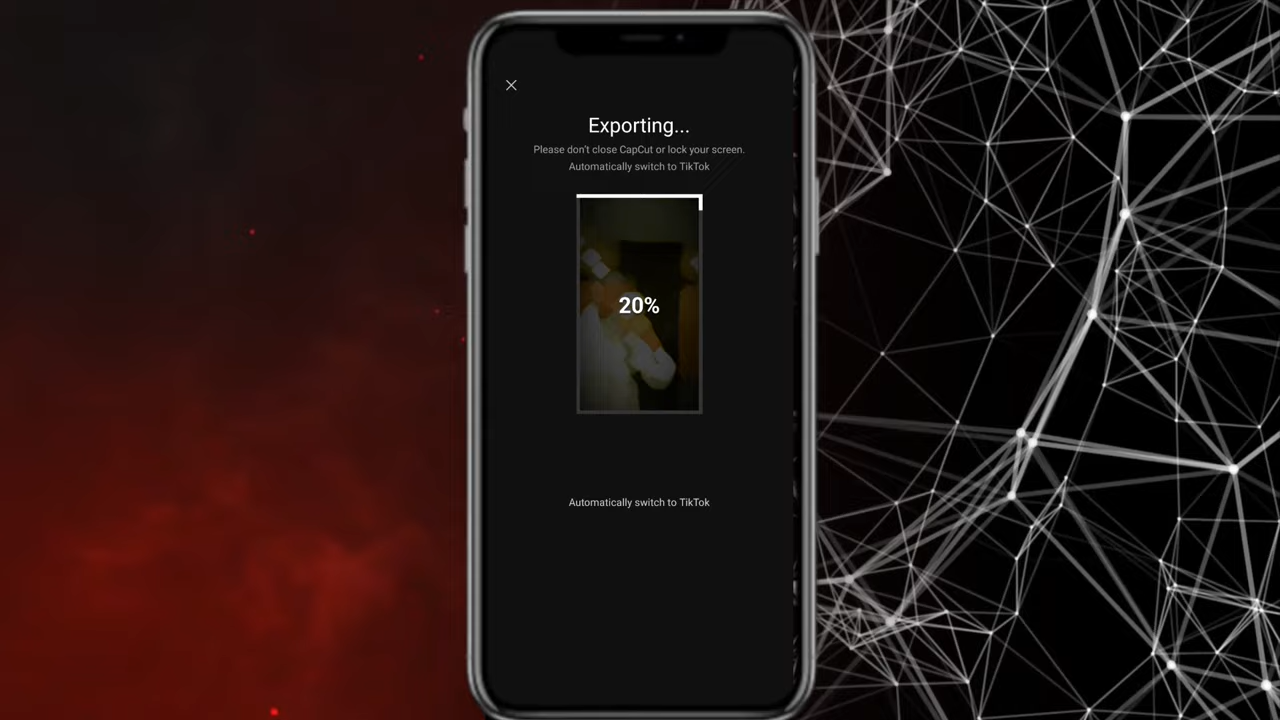 Exporting...
Please don't close CapCut or lock your screen.
Automatically switch to TikTok
20%
Automatically switch to TikTok